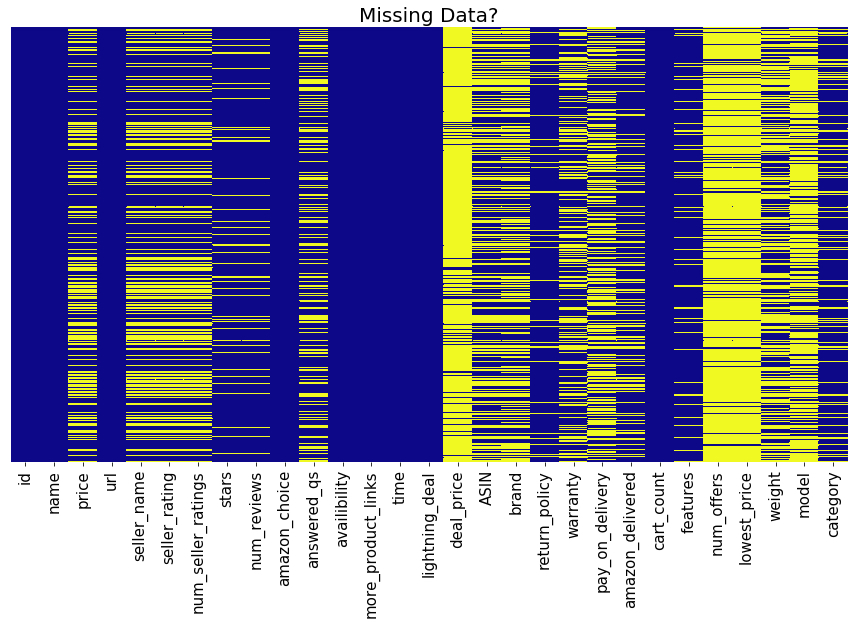 Missing Data?
id
name
price
url
seller_name
seller_rating
num_seller_ratings
stars
num_reviews
amazon_choice
answered_qs
availibility
more_product_links
time
lightning_deal
deal_price
ASIN
brand
return_policy
warranty
pay_on_delivery
amazon_delivered
cart_count
features
num_offers
lowest_price
weight
model
category